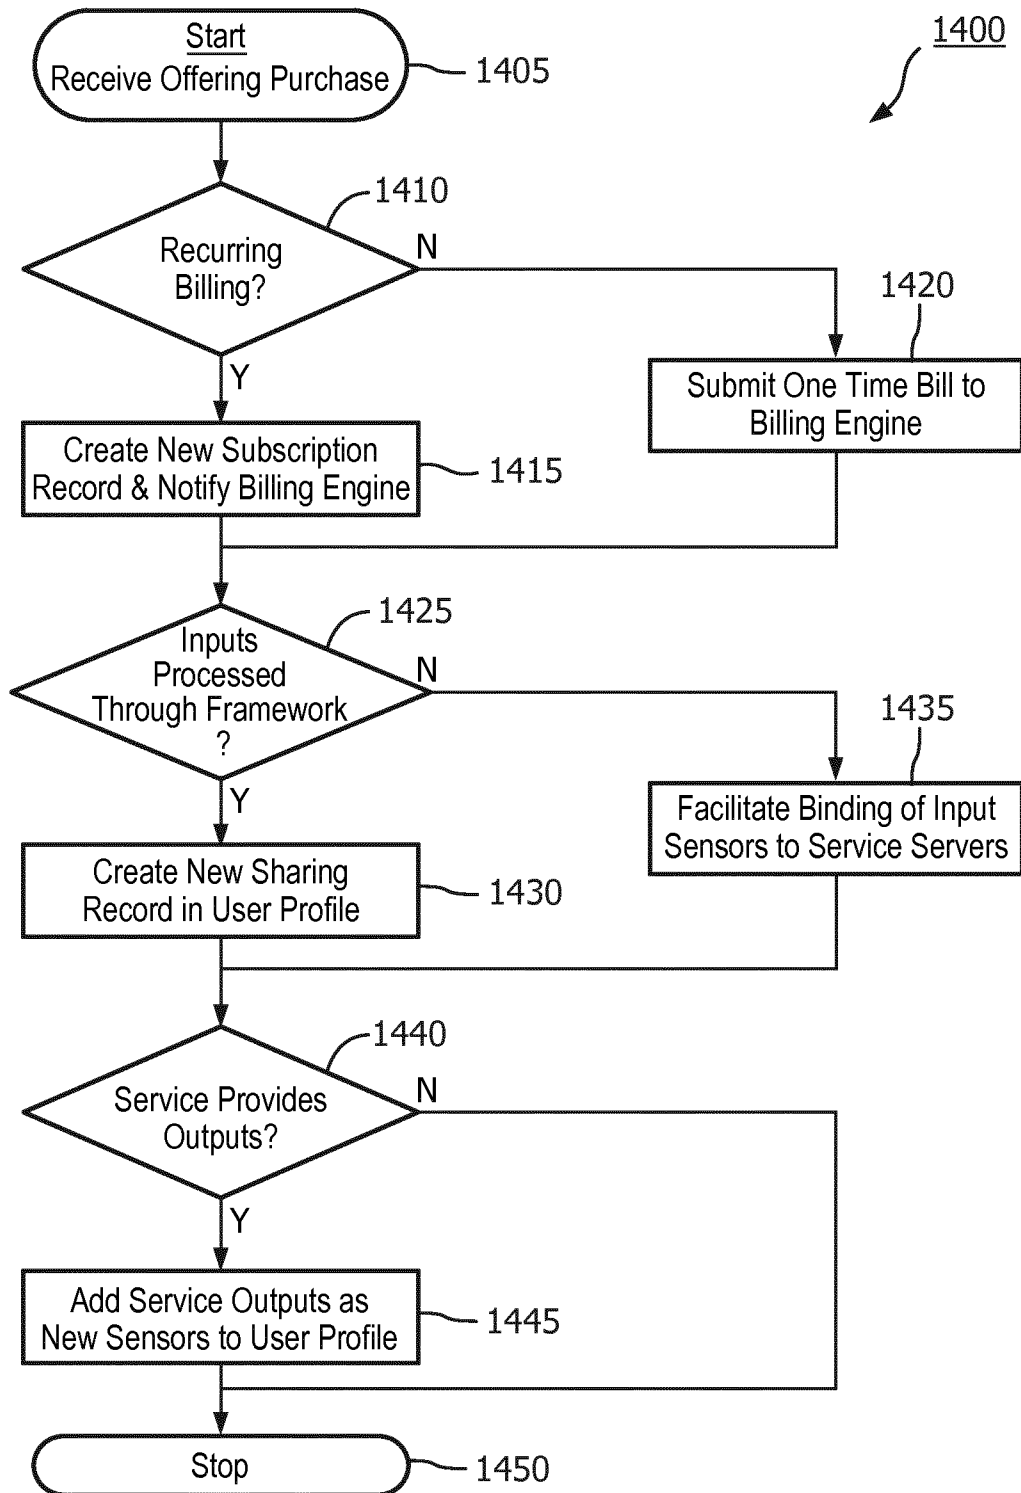 1400
Start
Receive Offering Purchase
1405
1410
Recurring
Billing?
N
Y
1420
Submit One Time Bill to
Billing Engine
Create New Subscription
Record & Notify Billing Engine
1415
1425
Inputs
Processed
Through Framework
?
N
Y
1435
Facilitate Binding of Input
Sensors to Service Servers
Create New Sharing
Record in User Profile
1430
1440
Service Provides
Outputs?
N
Y
Add Service Outputs as
New Sensors to User Profile
1445
Stop
1450